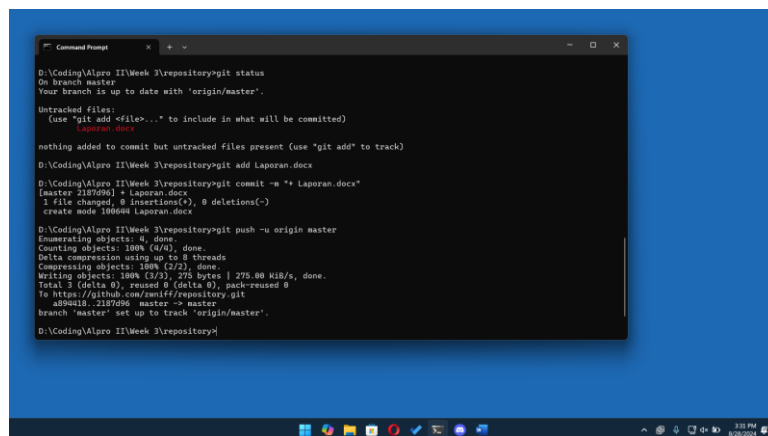 Command Prompt
D:\Coding\Alpro II\Week 3\repository>git status
On branch master
Your branch is up to date with 'origin/master'.
Untracked files:
(use "git add <file>..." to include in what will be committed)
Laporan.docx
nothing added to commit but untracked files present (use "git add" to track)
D:\Coding\Alpro II\Week 3\repository>git add Laporan.docx
D:\Coding\Alpro II\Week 3\repository>git commit -m "+ Laporan.docx"
[master 2187d96] + Laporan.docx
1 file changed, 0 insertions(+), 0 deletions(-)
create mode 100644 Laporan.docx
D:\Coding\Alpro II\Week 3\repository>git push -u origin master
Enumerating objects: 4, done.
Counting objects: 100% (4/4), done.
Delta compression using up to 8 threads
Compressing objects: 100% (2/2), done.
Writing objects: 100% (3/3), 275 bytes | 275.00 KiB/s, done.
Total 3 (delta 0), reused 0 (delta 0), pack-reused 0
To https://github.com/zwniff/repository.git
a894418..2187d96 master -> master
branch 'master' set up to track 'origin/master'.
D:\Coding\Alpro II\Week 3\repository>
3:31 PM
8/28/2024